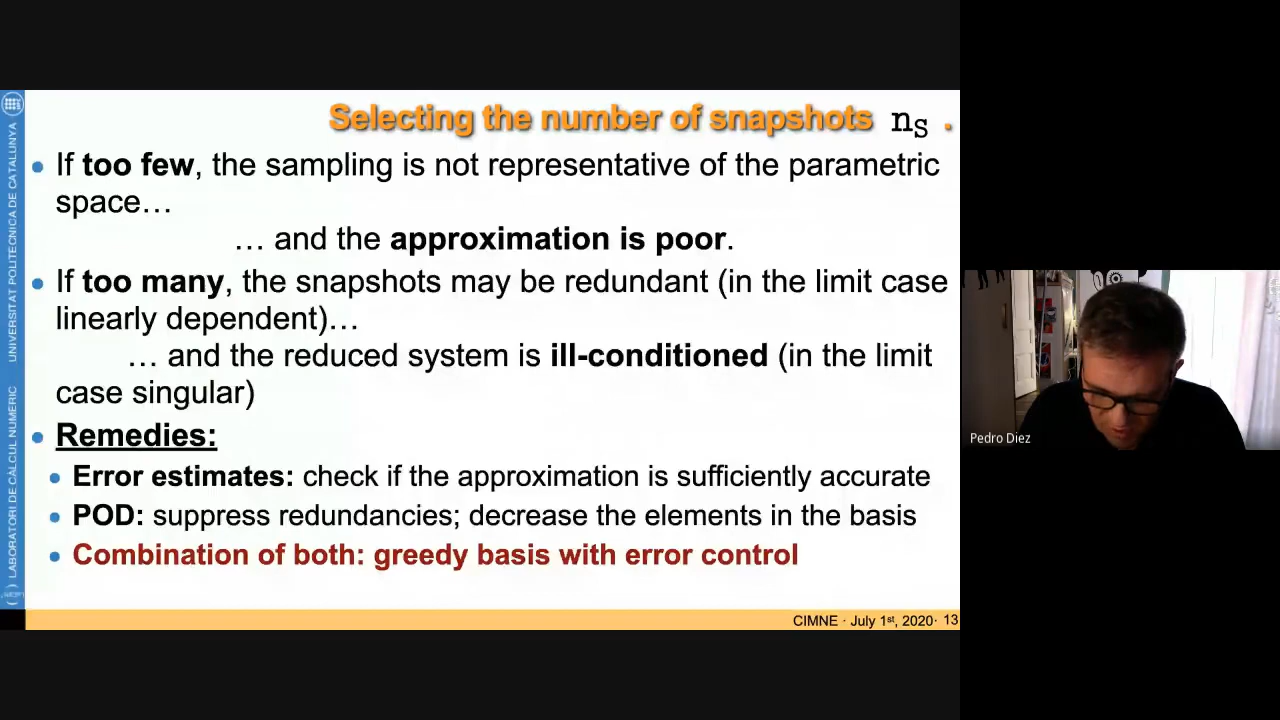 Selecting the number of snapshots nS .
• If too few, the sampling is not representative of the parametric
space…
… and the approximation is poor.
• If too many, the snapshots may be redundant (in the limit case
linearly dependent)…
… and the reduced system is ill-conditioned (in the limit
case singular)
• Remedies:
• Error estimates: check if the approximation is sufficiently accurate
• POD: suppress redundancies; decrease the elements in the basis
• Combination of both: greedy basis with error control
CIMNE · July 1st, 2020· 13
LABORATORI DE CÀLCUL NUMÈRIC
UNIVERSITAT POLITÈCNICA DE CATALUNYA
Pedro Diez